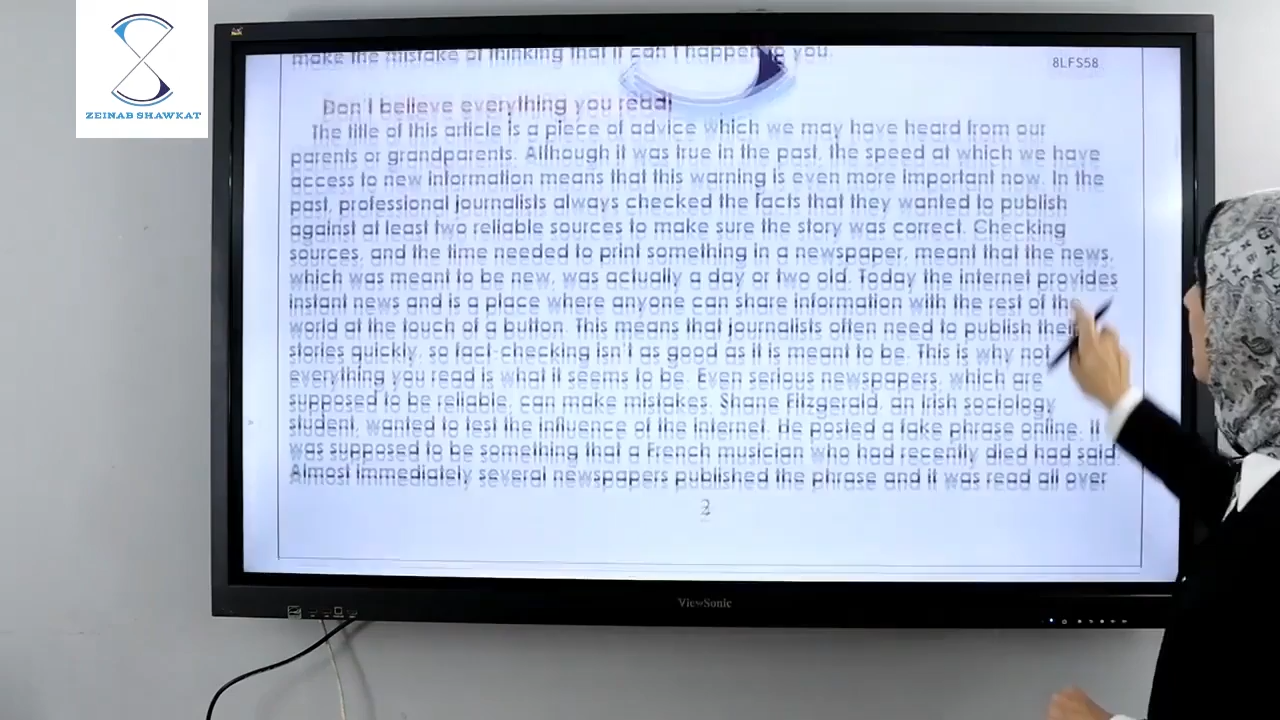 ZEINAB SHAWKAT
make the mistake of thinking that it can't happen to you.
8LFS58
Don't believe everything you read!
The title of this article is a piece of advice which we may have heard from our
parents or grandparents. Although it was true in the past, the speed at which we have
access to new information means that this warning is even more important now. In the
past, professional journalists always checked the facts that they wanted to publish
against at least two reliable sources to make sure the story was correct. Checking
sources, and the time needed to print something in a newspaper, meant that the news,
which was meant to be new, was actually a day or two old. Today the internet provides
instant news and is a place where anyone can share information with the rest of the
world at the touch of a button. This means that journalists often need to publish their
stories quickly, so fact-checking isn't as good as it is meant to be. This is why not
everything you read is what it seems to be. Even serious newspapers, which are
supposed to be reliable, can make mistakes. Shane Fitzgerald, an Irish sociology
student, wanted to test the influence of the internet. He posted a fake phrase online. It
was supposed to be something that a French musician who had recently died had said.
Almost immediately several newspapers published the phrase and it was read all over
ViewSonic